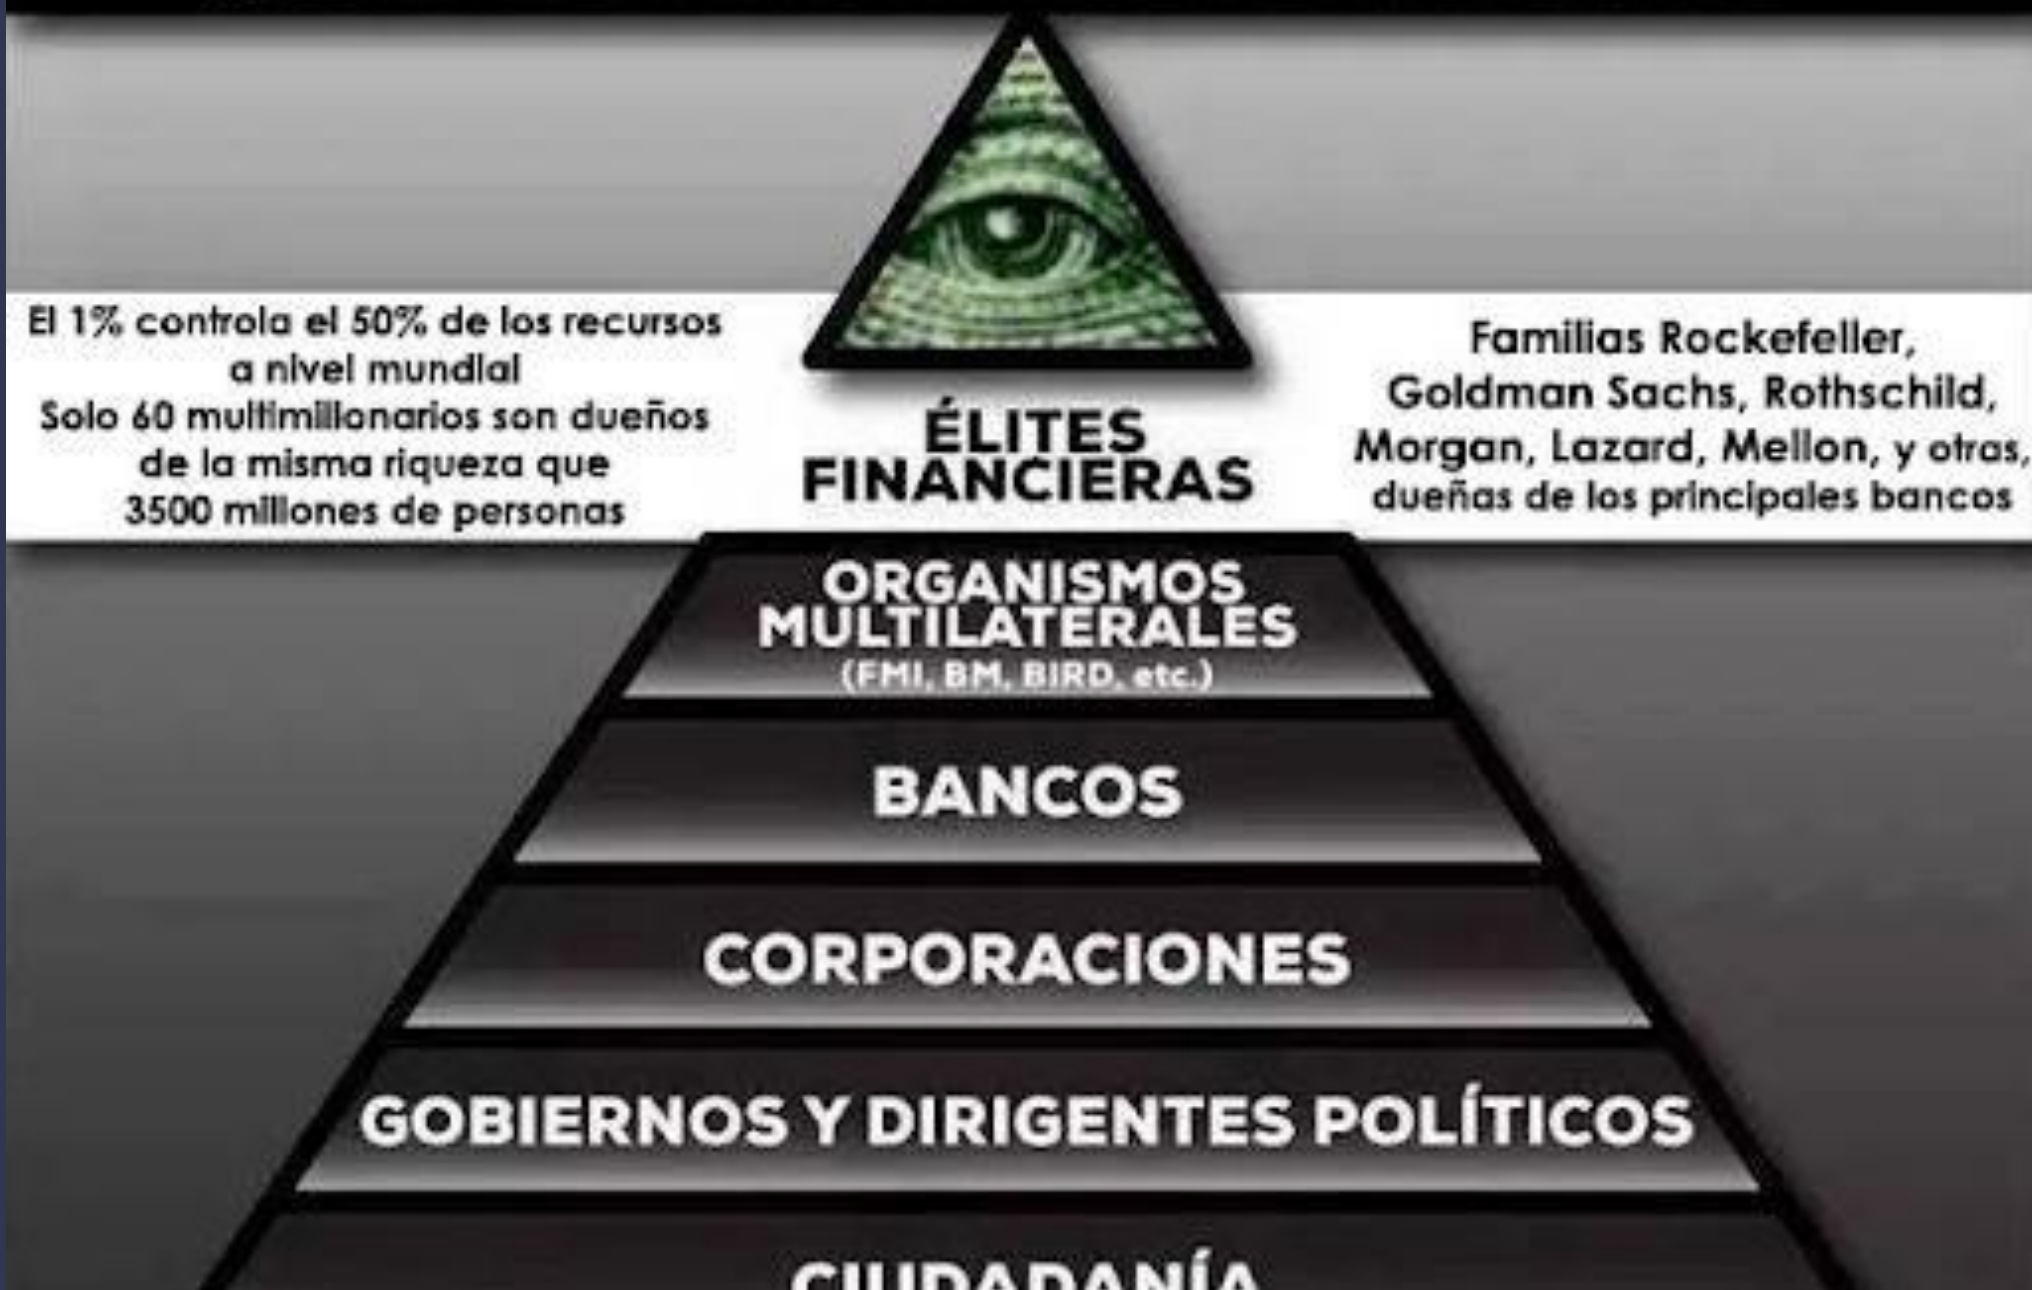 El 1% controla el 50% de los recursos
a nivel mundial
Solo 60 multimillonarios son dueños
de la misma riqueza que
3500 millones de personas
ÉLITES
FINANCIERAS
Familias Rockefeller,
Goldman Sachs, Rothschild,
Morgan, Lazard, Mellon, y otras,
dueñas de los principales bancos
ORGANISMOS
MULTILATERALES
(FMI, BM, BIRD, etc.)
BANCOS
CORPORACIONES
GOBIERNOS Y DIRIGENTES POLÍTICOS
CIUDADANÍA